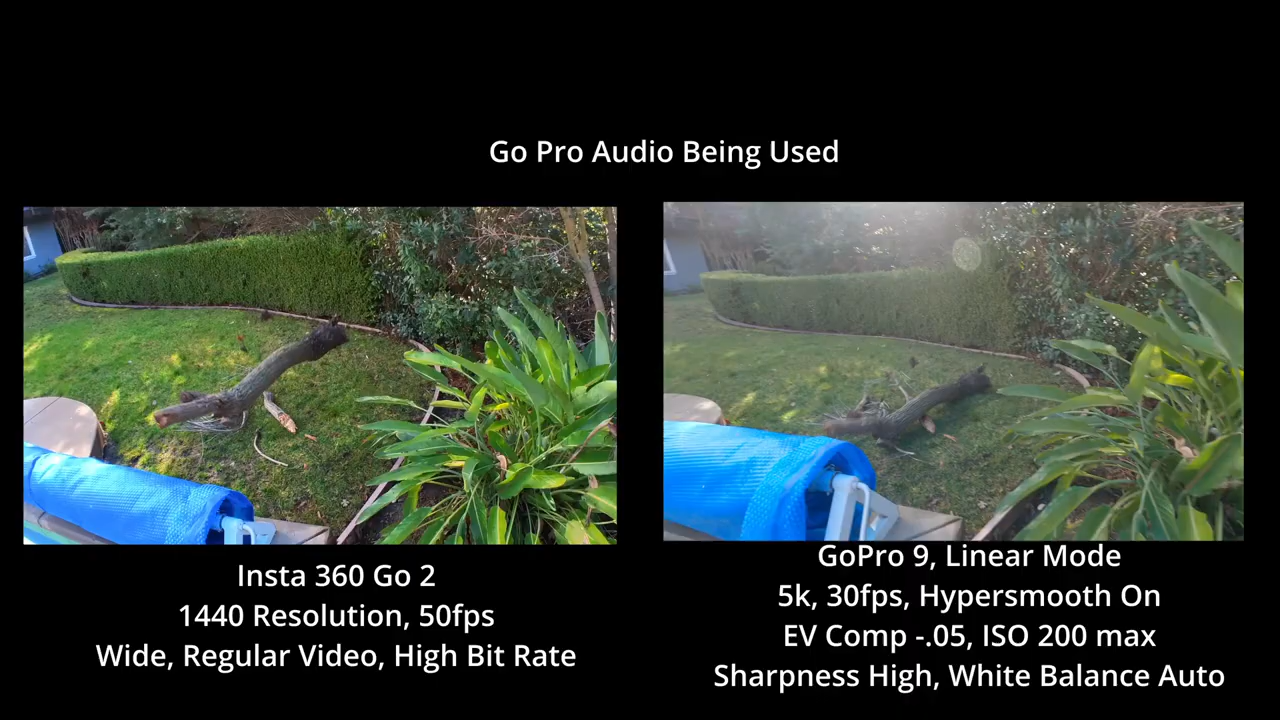 Go Pro Audio Being Used
Insta 360 Go 2
1440 Resolution, 50fps
Wide, Regular Video, High Bit Rate
GoPro 9, Linear Mode
5k, 30fps, Hypersmooth On
EV Comp -.05, ISO 200 max
Sharpness High, White Balance Auto